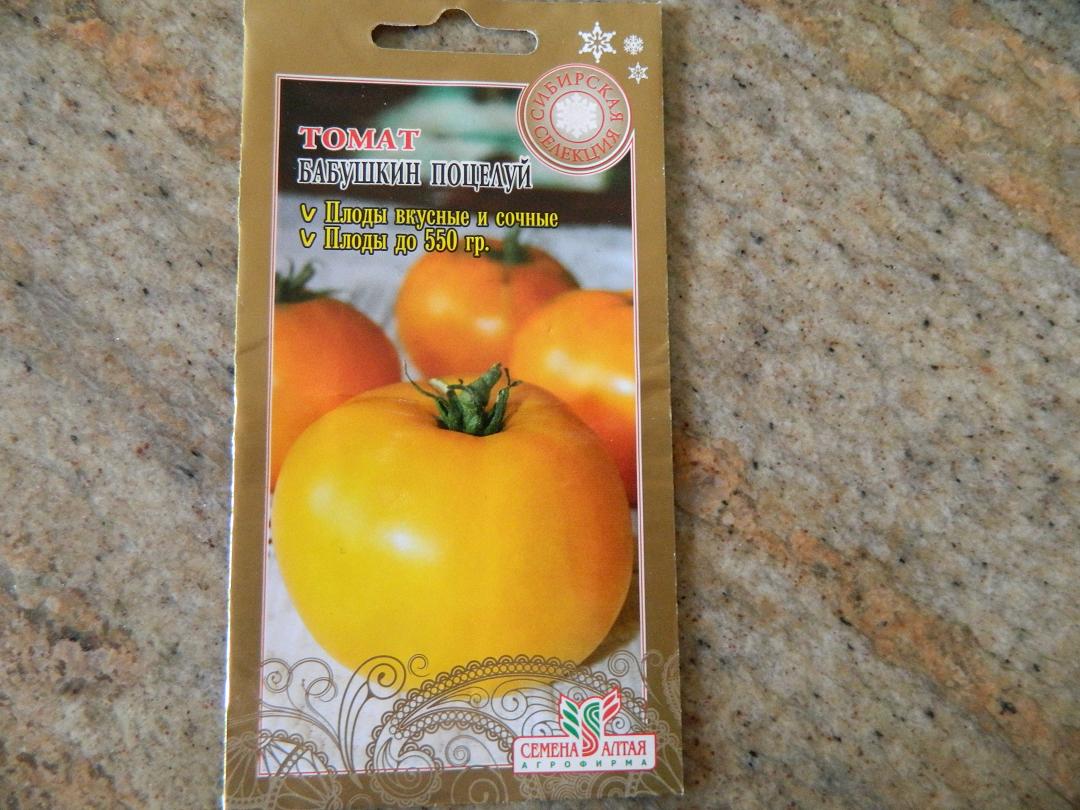 СИБИРСКАЯ
СЕЛЕКЦИЯ
ТОМАТ
БАБУШКИН ПОЦЕЛУЙ
V Плоды вкусные и сочные
V Плоды до 550 гр.
СЕМЕНА АЛТАЯ
АГРОФИРМА